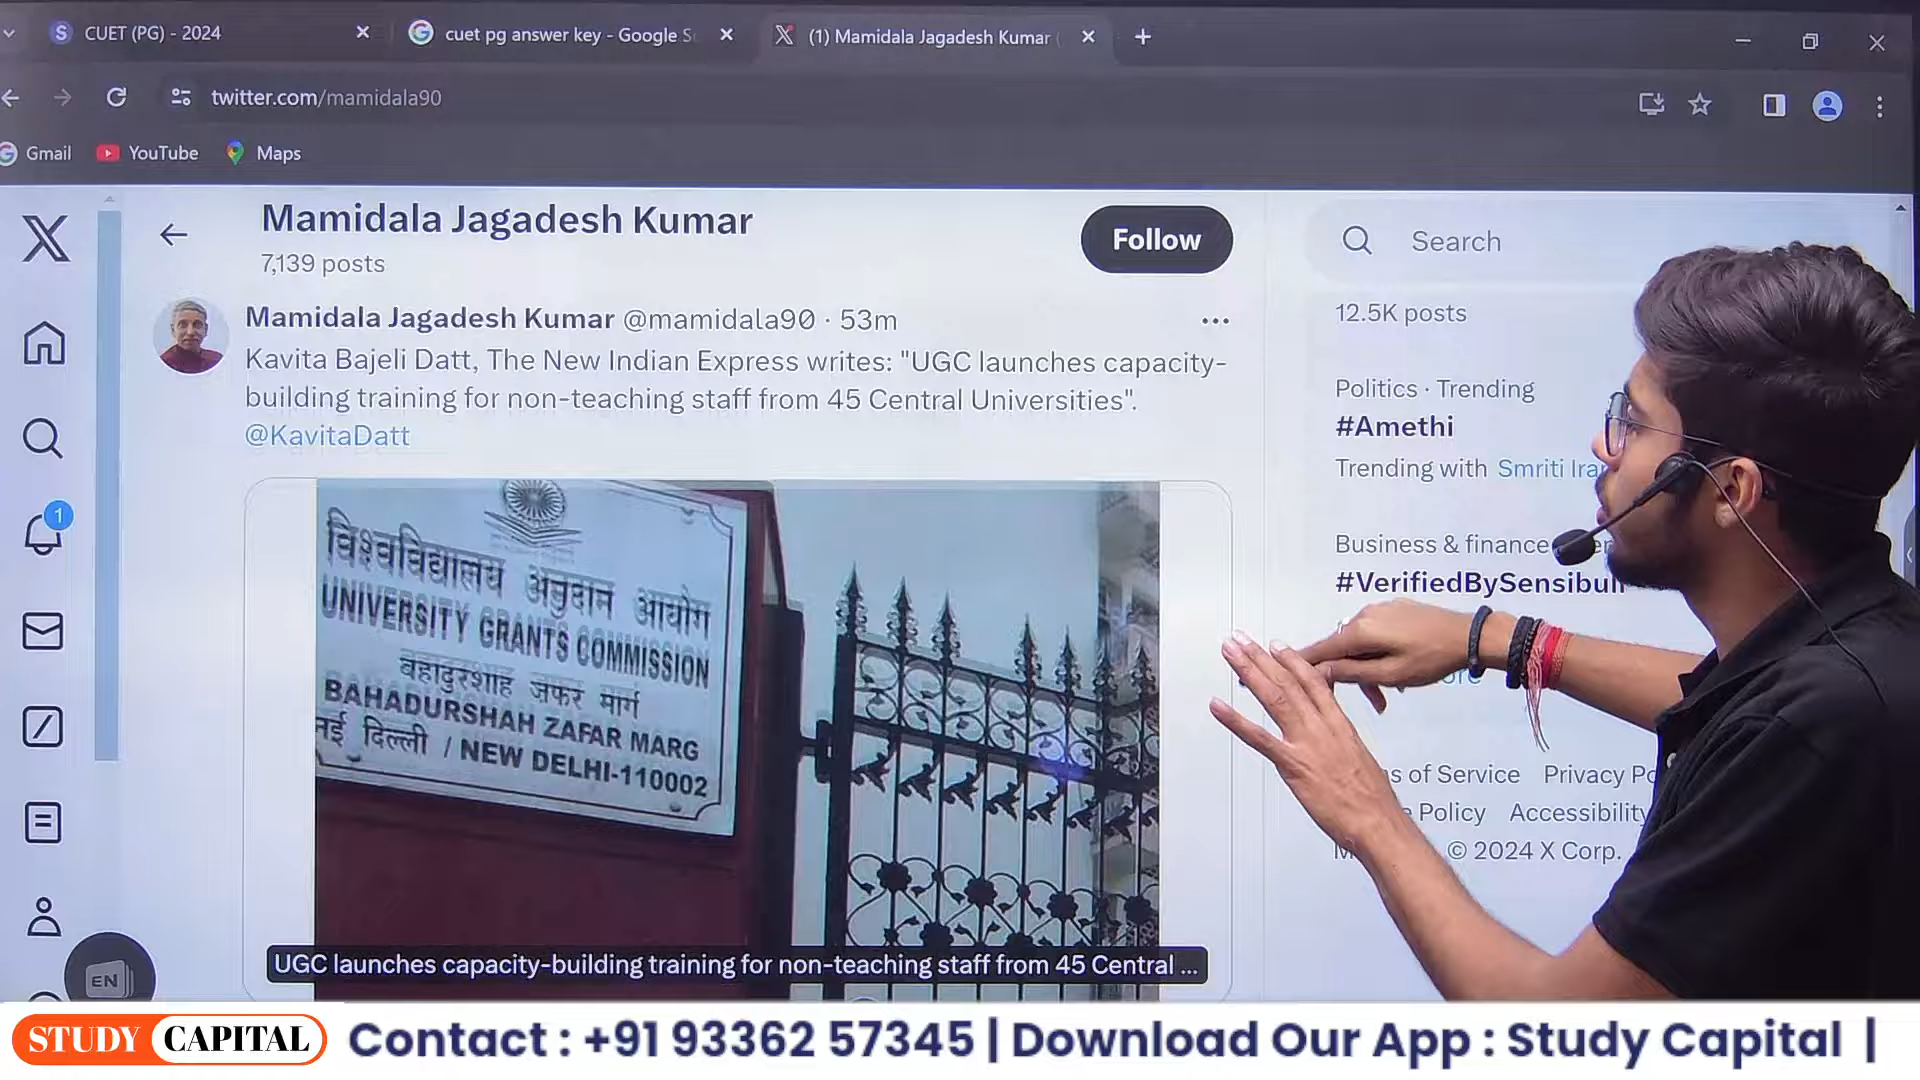 CUET (PG) - 2024
cuet pg answer key - Google S
(1) Mamidala Jagadesh Kumar (
twitter.com/mamidala90
Gmail
YouTube
Maps
Mamidala Jagadesh Kumar
7,139 posts
Follow
Search
Mamidala Jagadesh Kumar @mamidala90 · 53m
Kavita Bajeli Datt, The New Indian Express writes: "UGC launches capacity-
building training for non-teaching staff from 45 Central Universities".
@KavitaDatt
विश्वविद्यालय अनुदान आयोग
UNIVERSITY GRANTS COMMISSION
बहादुरशाह जफर मार्ग
BAHADURSHAH ZAFAR MARG
नई दिल्ली / NEW DELHI-110002
UGC launches capacity-building training for non-teaching staff from 45 Central ...
12.5K posts
Politics · Trending
#Amethi
Trending with Smriti Ira
Business & finance
#VerifiedBySensibull
s of Service Privacy Po
Policy Accessibility
© 2024 X Corp.
1
EN
STUDY CAPITAL
Contact : +91 93362 57345 | Download Our App : Study Capital |